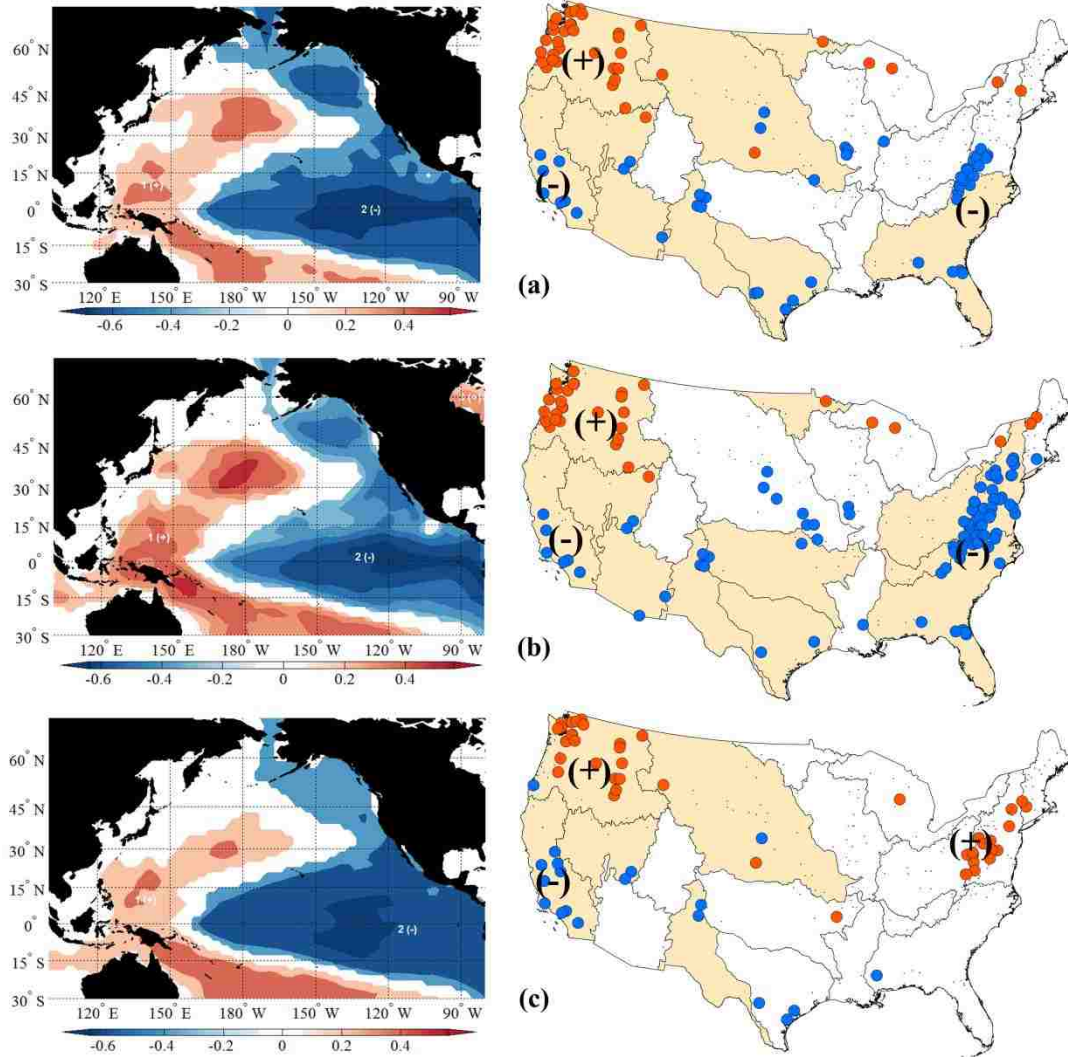 60° N
45° N
30° N
15° N
0°
15° S
30° S
1 (+)
2 (-)
120° E 150° E 180° W 150° W 120° W 90° W
-0.6 -0.4 -0.2 0 0.2 0.4
(+)
(-)
(-)
(a)
60° N
45° N
30° N
15° N
0°
15° S
30° S
1 (+)
2 (-)
120° E 150° E 180° W 150° W 120° W 90° W
-0.6 -0.4 -0.2 0 0.2 0.4
(+)
(-)
(-)
(b)
60° N
45° N
30° N
15° N
0°
15° S
30° S
2 (-)
120° E 150° E 180° W 150° W 120° W 90° W
-0.6 -0.4 -0.2 0 0.2 0.4
(+)
(-)
(+)
(c)